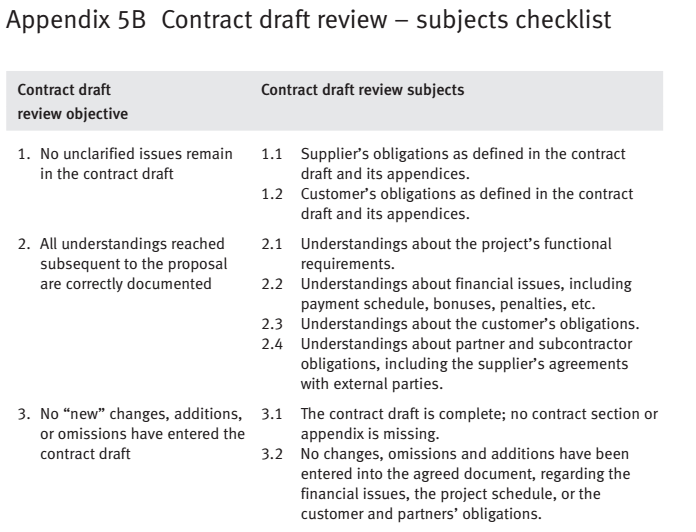 Appendix 5B Contract draft review – subjects checklist
Contract draft
review objective
Contract draft review subjects
1. No unclarified issues remain
in the contract draft
1.1 Supplier’s obligations as defined in the contract
draft and its appendices.
1.2 Customer’s obligations as defined in the contract
draft and its appendices.
2. All understandings reached
subsequent to the proposal
are correctly documented
2.1 Understandings about the project’s functional
requirements.
2.2 Understandings about financial issues, including
payment schedule, bonuses, penalties, etc.
2.3 Understandings about the customer’s obligations.
2.4 Understandings about partner and subcontractor
obligations, including the supplier’s agreements
with external parties.
3. No “new” changes, additions,
or omissions have entered the
contract draft
3.1 The contract draft is complete; no contract section or
appendix is missing.
3.2 No changes, omissions and additions have been
entered into the agreed document, regarding the
financial issues, the project schedule, or the
customer and partners’ obligations.